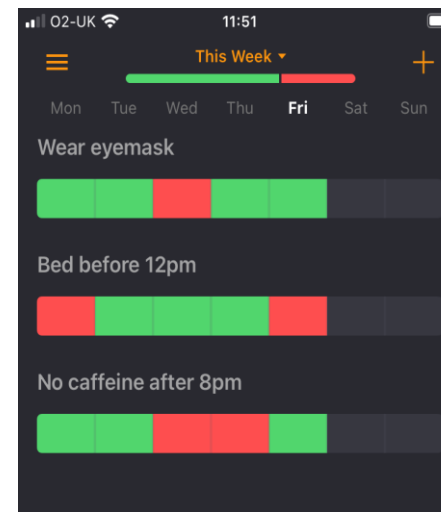 O2-UK 11:51
This Week
Mon Tue Wed Thu Fri Sat Sun
Wear eyemask
Bed before 12pm
No caffeine after 8pm